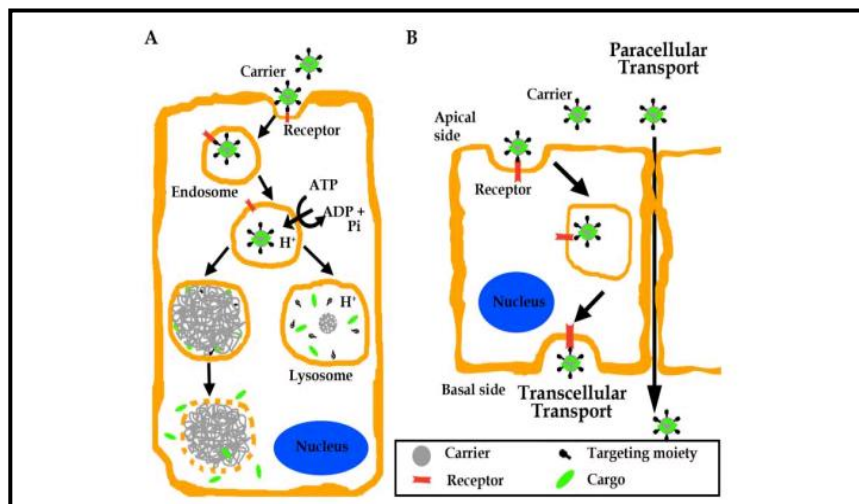 A
Carrier
Receptor
Endosome
ATP
ADP +
Pi
H⁺
H⁺
Lysosome
Nucleus
B
Paracellular
Transport
Carrier
Apical
side
Receptor
Nucleus
Basal side
Transcellular
Transport
Carrier
Targeting moiety
Receptor
Cargo